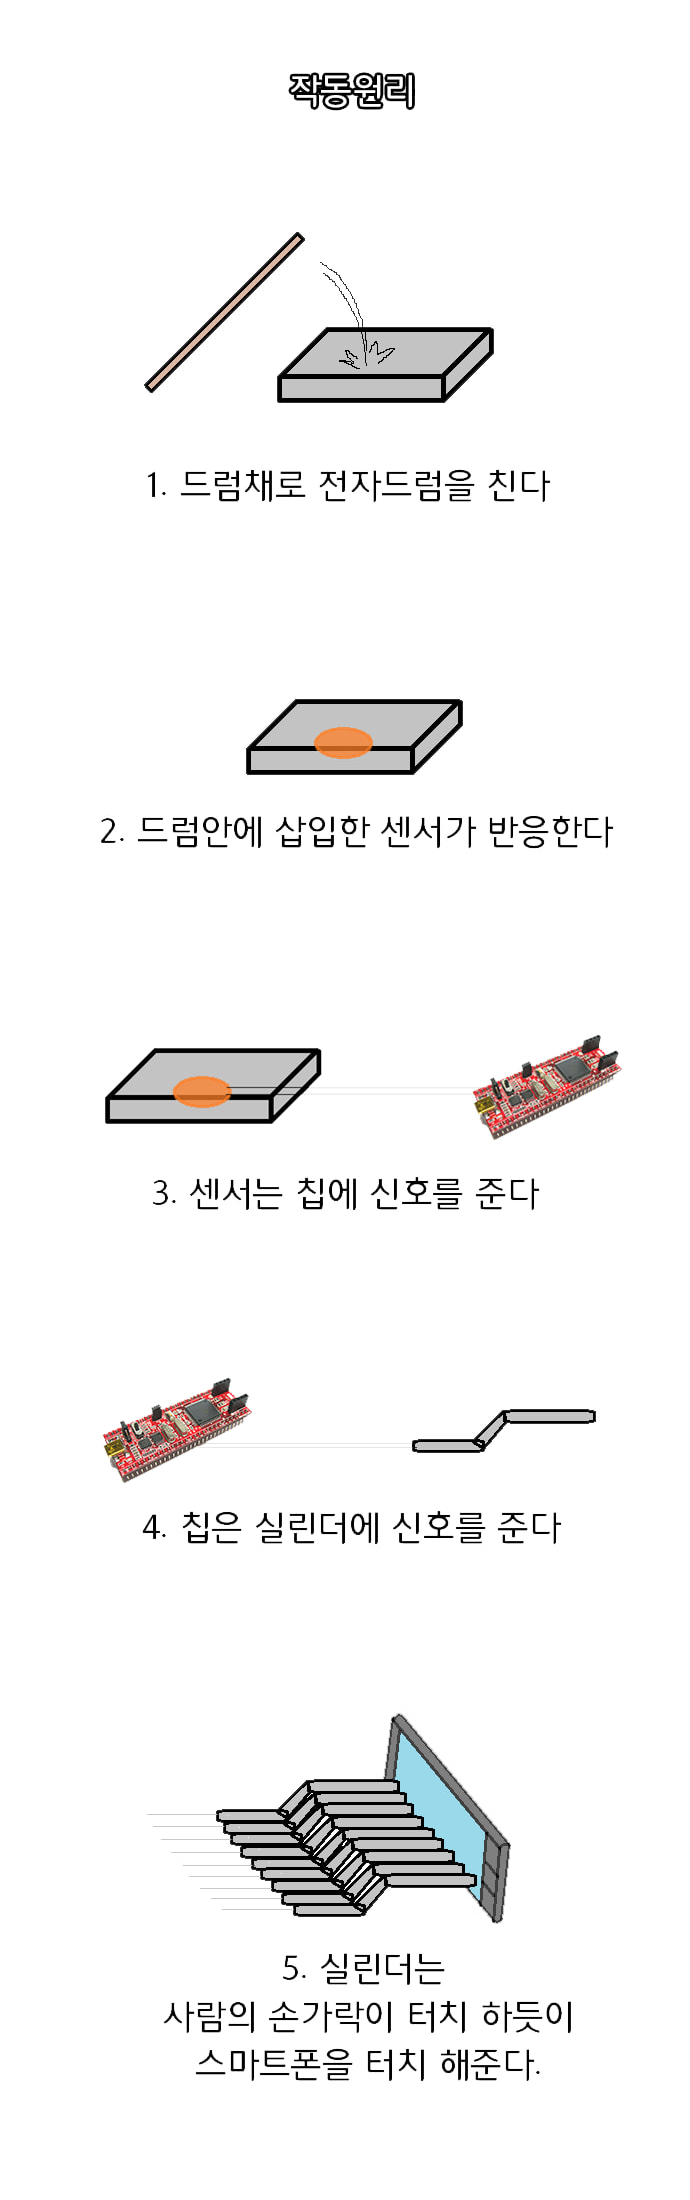 작동원리
1. 드럼채로 전자드럼을 친다
2. 드럼안에 삽입한 센서가 반응한다
3. 센서는 칩에 신호를 준다
4. 칩은 실린더에 신호를 준다
5. 실린더는
사람의 손가락이 터치 하듯이
스마트폰을 터치 해준다.